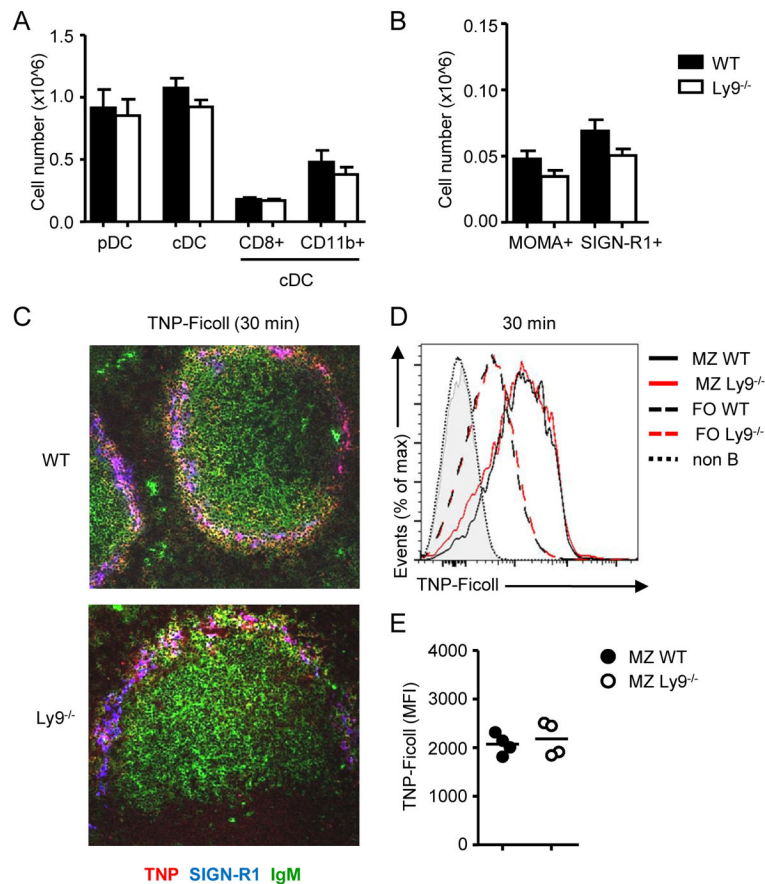 A
Cell number (x10^6)
1.5
1.0
0.5
0.0
pDC
cDC
CD8+
CD11b+
cDC
B
Cell number (x10^6)
0.15
0.10
0.05
0.00
MOMA+
SIGN-R1+
WT
Ly9-/-
C
TNP-Ficoll (30 min)
WT
Ly9-/-
TNP SIGN-R1 IgM
D
30 min
Events (% of max)
TNP-Ficoll
MZ WT
MZ Ly9-/-
FO WT
FO Ly9-/-
non B
E
TNP-Ficoll (MFI)
4000
3000
2000
1000
0
MZ WT
MZ Ly9-/-